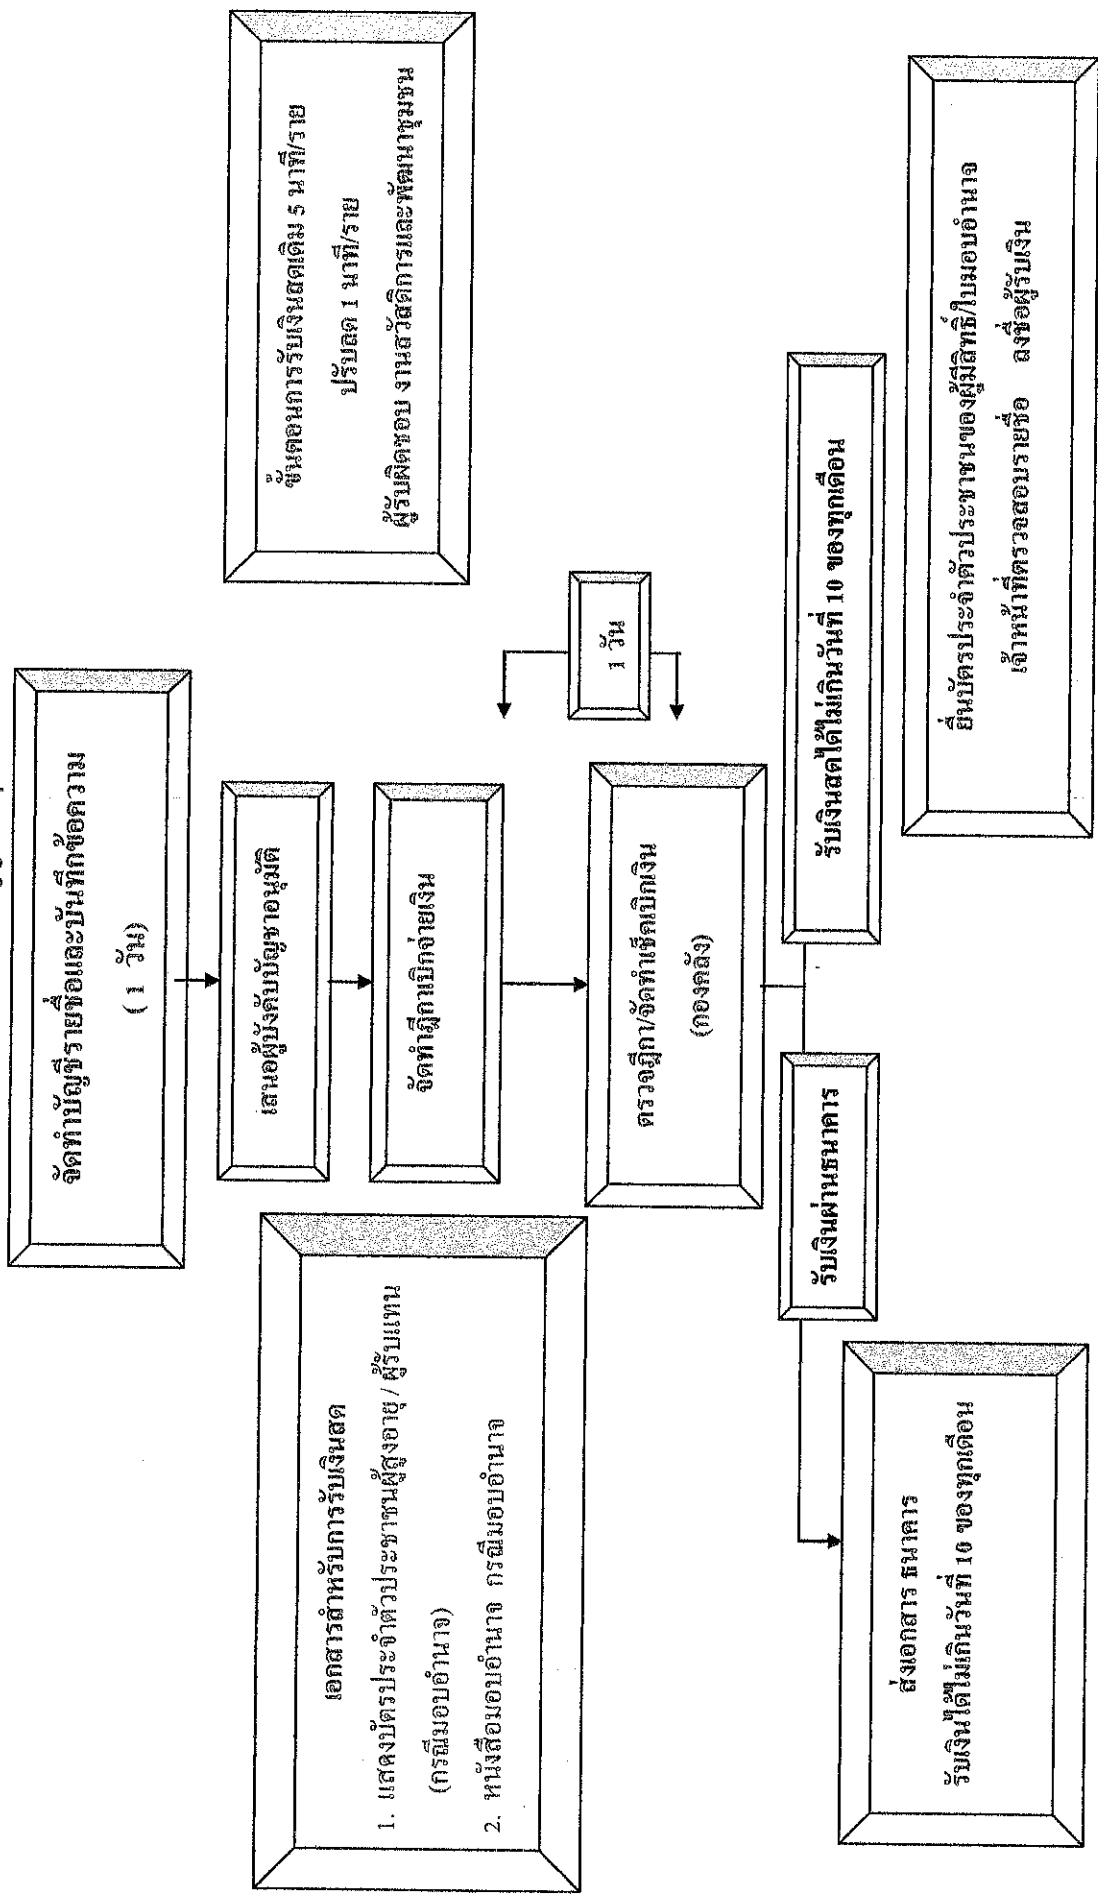 จัดทำบัญชีรายชื่อและบันทึกข้อความ
(1 วัน)
เสนอผู้บังคับบัญชาอนุมัติ
จัดทำฎีกาเบิกจ่ายเงิน
ตรวจฎีกา/จัดทำเช็คเบิกเงิน
(กองคลัง)
1 วัน
ขั้นตอนการรับเงินสดเดิม 5 นาที/ราย
ปรับลด 1 นาที/ราย
ผู้รับผิดชอบ งานสวัสดิการและพัฒนาชุมชน
เอกสารสำหรับการรับเงินสด
1. แสดงบัตรประจำตัวประชาชนผู้สูงอายุ / ผู้รับแทน
(กรณีมอบอำนาจ)
2. หนังสือมอบอำนาจ กรณีมอบอำนาจ
รับเงินผ่านธนาคาร
รับเงินสดได้ไม่เกินวันที่ 10 ของทุกเดือน
ส่งเอกสาร ธนาคาร
รับเงินได้ไม่เกินวันที่ 10 ของทุกเดือน
ยื่นบัตรประจำตัวประชาชนของผู้มีสิทธิ์/ใบมอบอำนาจ
เจ้าหน้าที่ตรวจสอบรายชื่อ ลงชื่อผู้รับเงิน